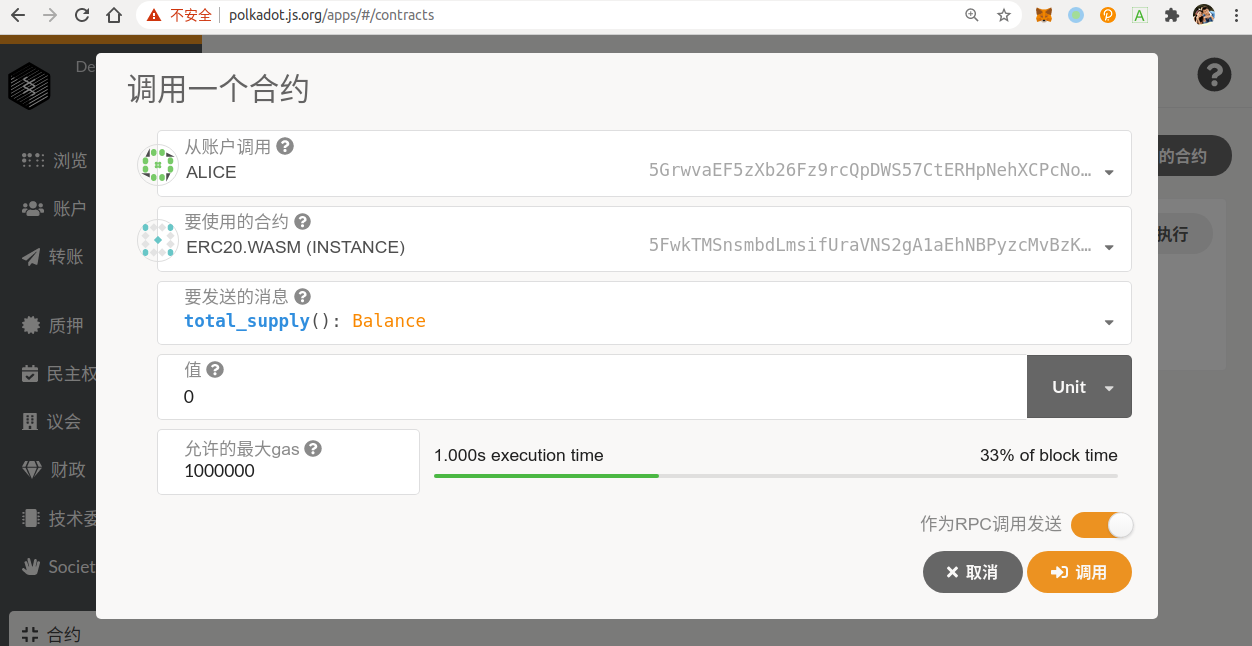 不安全 polkadot.js.org/apps/#/contracts
De
调用一个合约
从账户调用
ALICE 5GrwvaEF5zXb26Fz9rcQpDWS57CtERHpNehXCPcNo…
的合约
浏览
账户
要使用的合约
ERC20.WASM (INSTANCE) 5FwkTMSnsmbdLmsifUraVNS2gA1aEhNBPyzcMvBzK…
执行
转账
要发送的消息
total_supply(): Balance
质押
值
0
Unit
民主权
议会
允许的最大gas
1000000
1.000s execution time 33% of block time
财政
技术委
作为RPC调用发送
Societ
取消 调用
合约